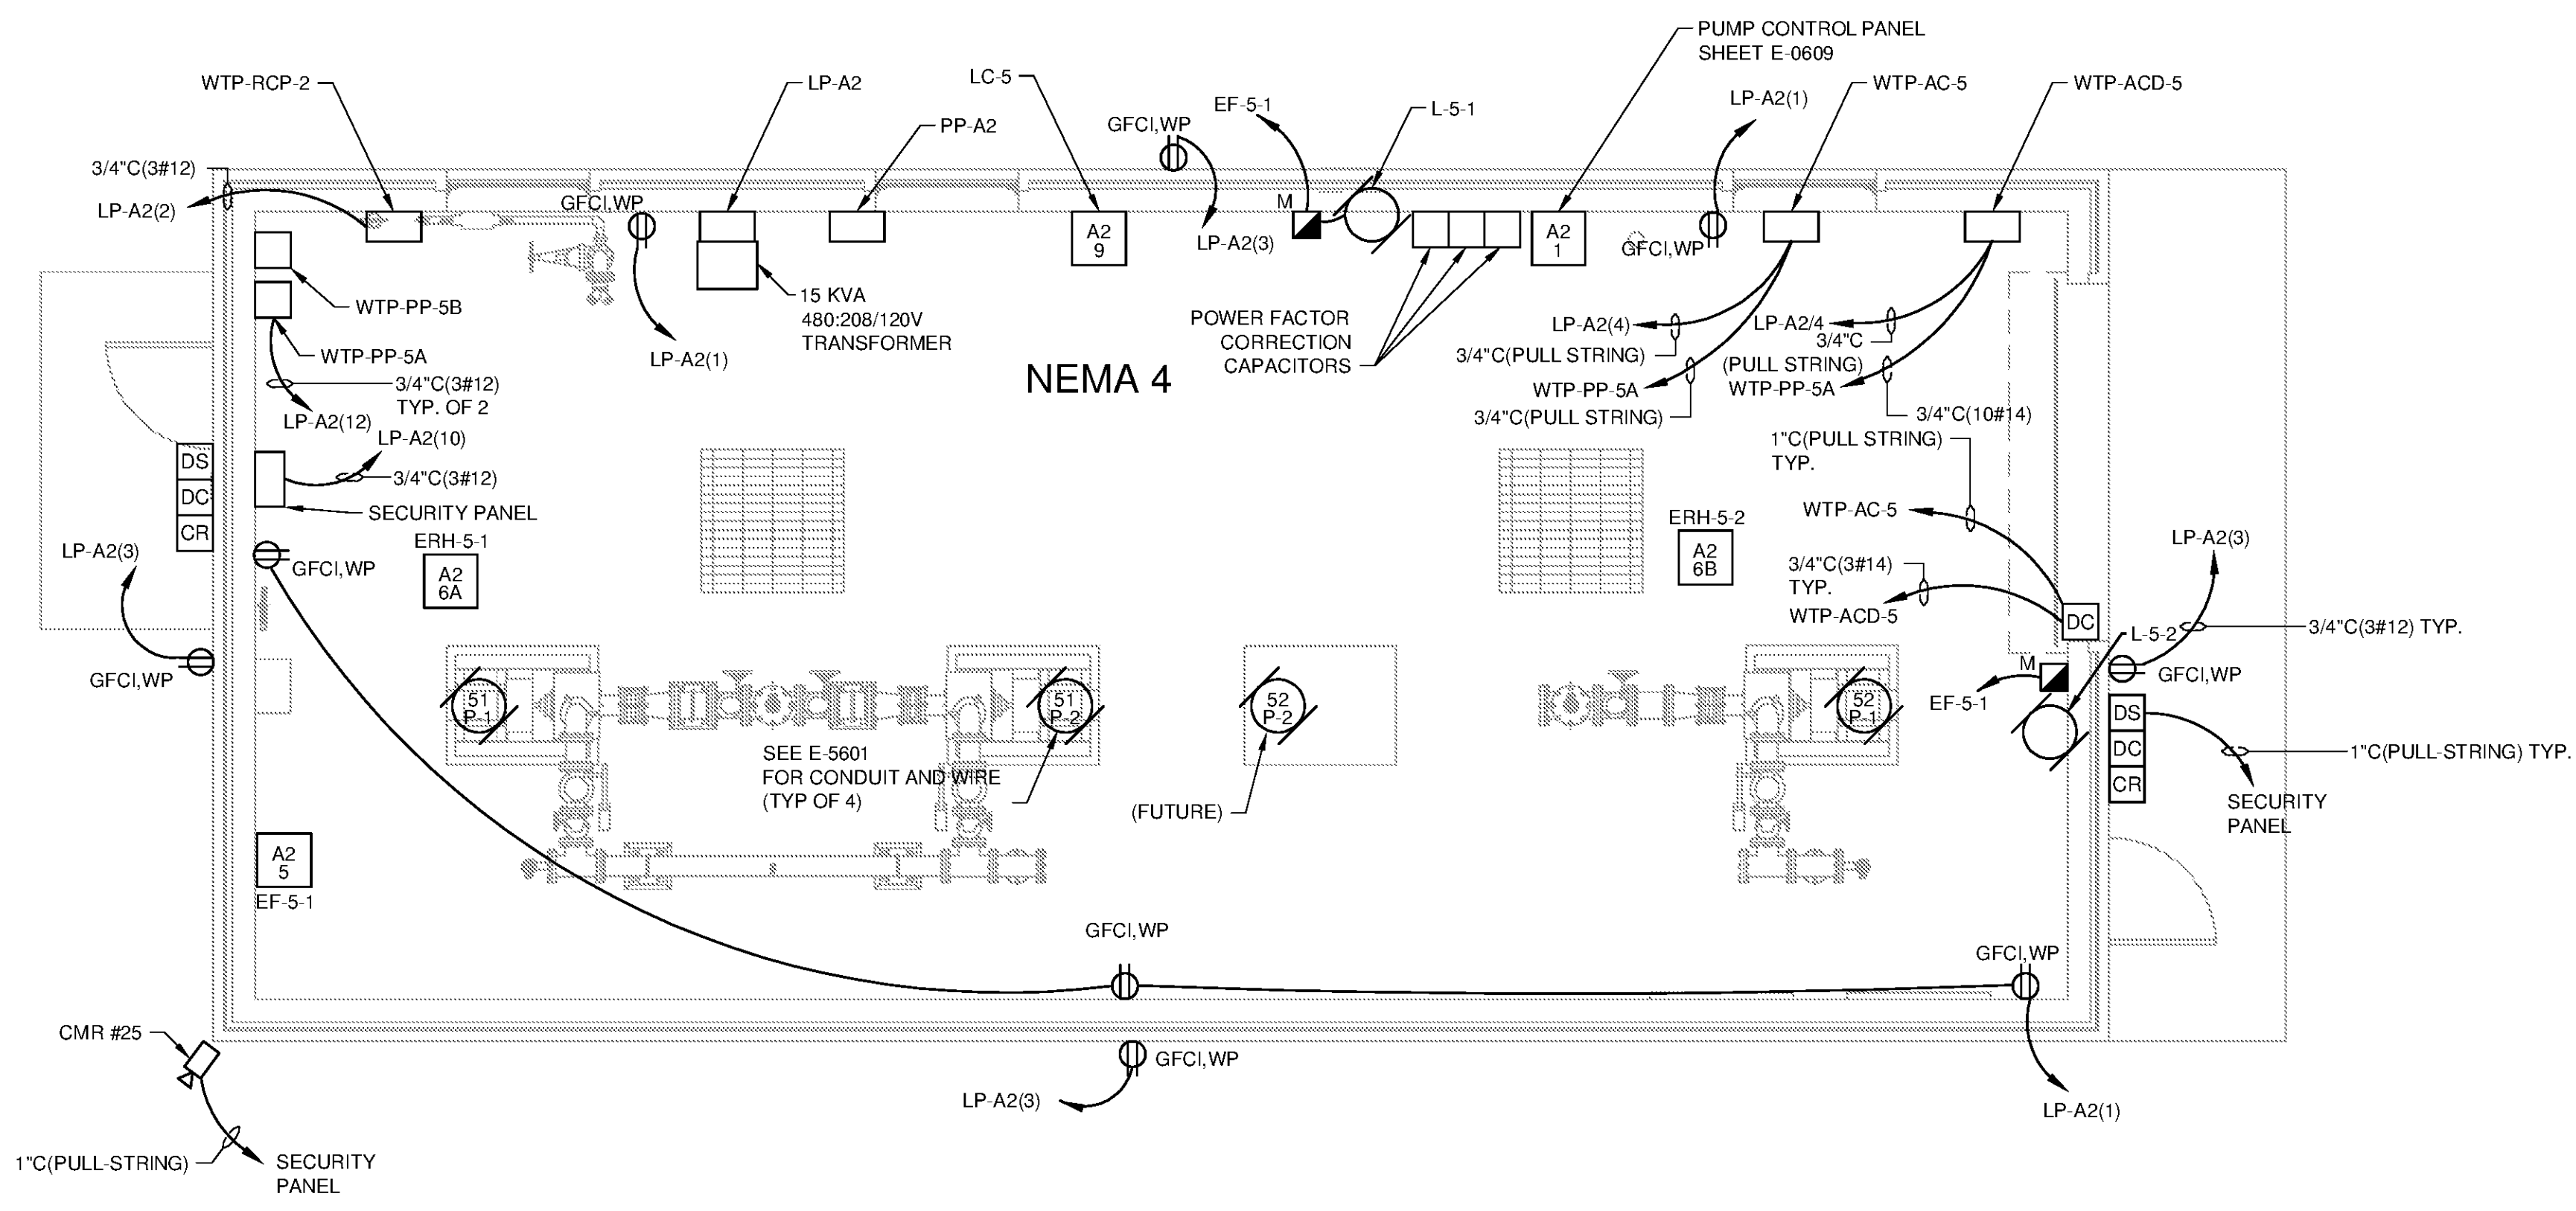 PUMP CONTROL PANEL
SHEET E-0609
WTP-RCP-2
LP-A2
LC-5
WTP-AC-5
WTP-ACD-5
EF-5-1
L-5-1
LP-A2(1)
PP-A2
GFCI,WP
3/4"C(3#12)
LP-A2(2)
GFCI,WP
M
A2
9
LP-A2(3)
A2
1
GFCI,WP
WTP-PP-5B
15 KVA
480:208/120V
TRANSFORMER
POWER FACTOR
CORRECTION
CAPACITORS
LP-A2(4)
3/4"C(PULL STRING)
WTP-PP-5A
3/4"C(PULL STRING)
LP-A2/4
3/4"C
(PULL STRING)
WTP-PP-5A
3/4"C(10#14)
WTP-PP-5A
LP-A2(1)
NEMA 4
3/4"C(3#12)
TYP. OF 2
LP-A2(12)
LP-A2(10)
3/4"C(3#12)
SECURITY PANEL
DS
DC
CR
1"C(PULL STRING)
TYP.
WTP-AC-5
ERH-5-1
A2
6A
ERH-5-2
A2
6B
LP-A2(3)
GFCI,WP
GFCI,WP
3/4"C(3#14)
TYP.
WTP-ACD-5
DC
LP-A2(3)
L-5-2
3/4"C(3#12) TYP.
GFCI,WP
M
EF-5-1
51
P-1
51
P-2
52
P-2
52
P-1
DS
DC
CR
1"C(PULL-STRING) TYP.
SECURITY
PANEL
SEE E-5601
FOR CONDUIT AND WIRE
(TYP OF 4)
(FUTURE)
A2
5
EF-5-1
GFCI,WP
GFCI,WP
CMR #25
GFCI,WP
LP-A2(3)
LP-A2(1)
1"C(PULL-STRING)
SECURITY
PANEL